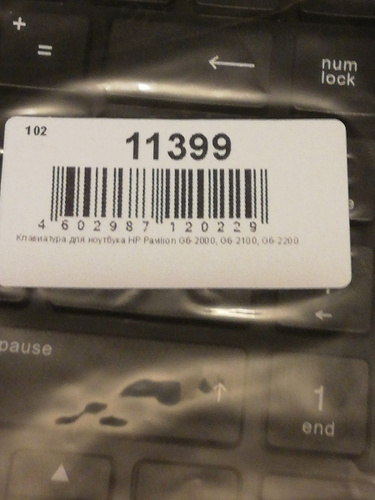 +
=
←
num
lock
102
11399
4 602987 120229
Клавиатура для ноутбука HP Pavilion G6-2000, G6-2100, G6-2200
e
←
pause
↑
1
end
▲